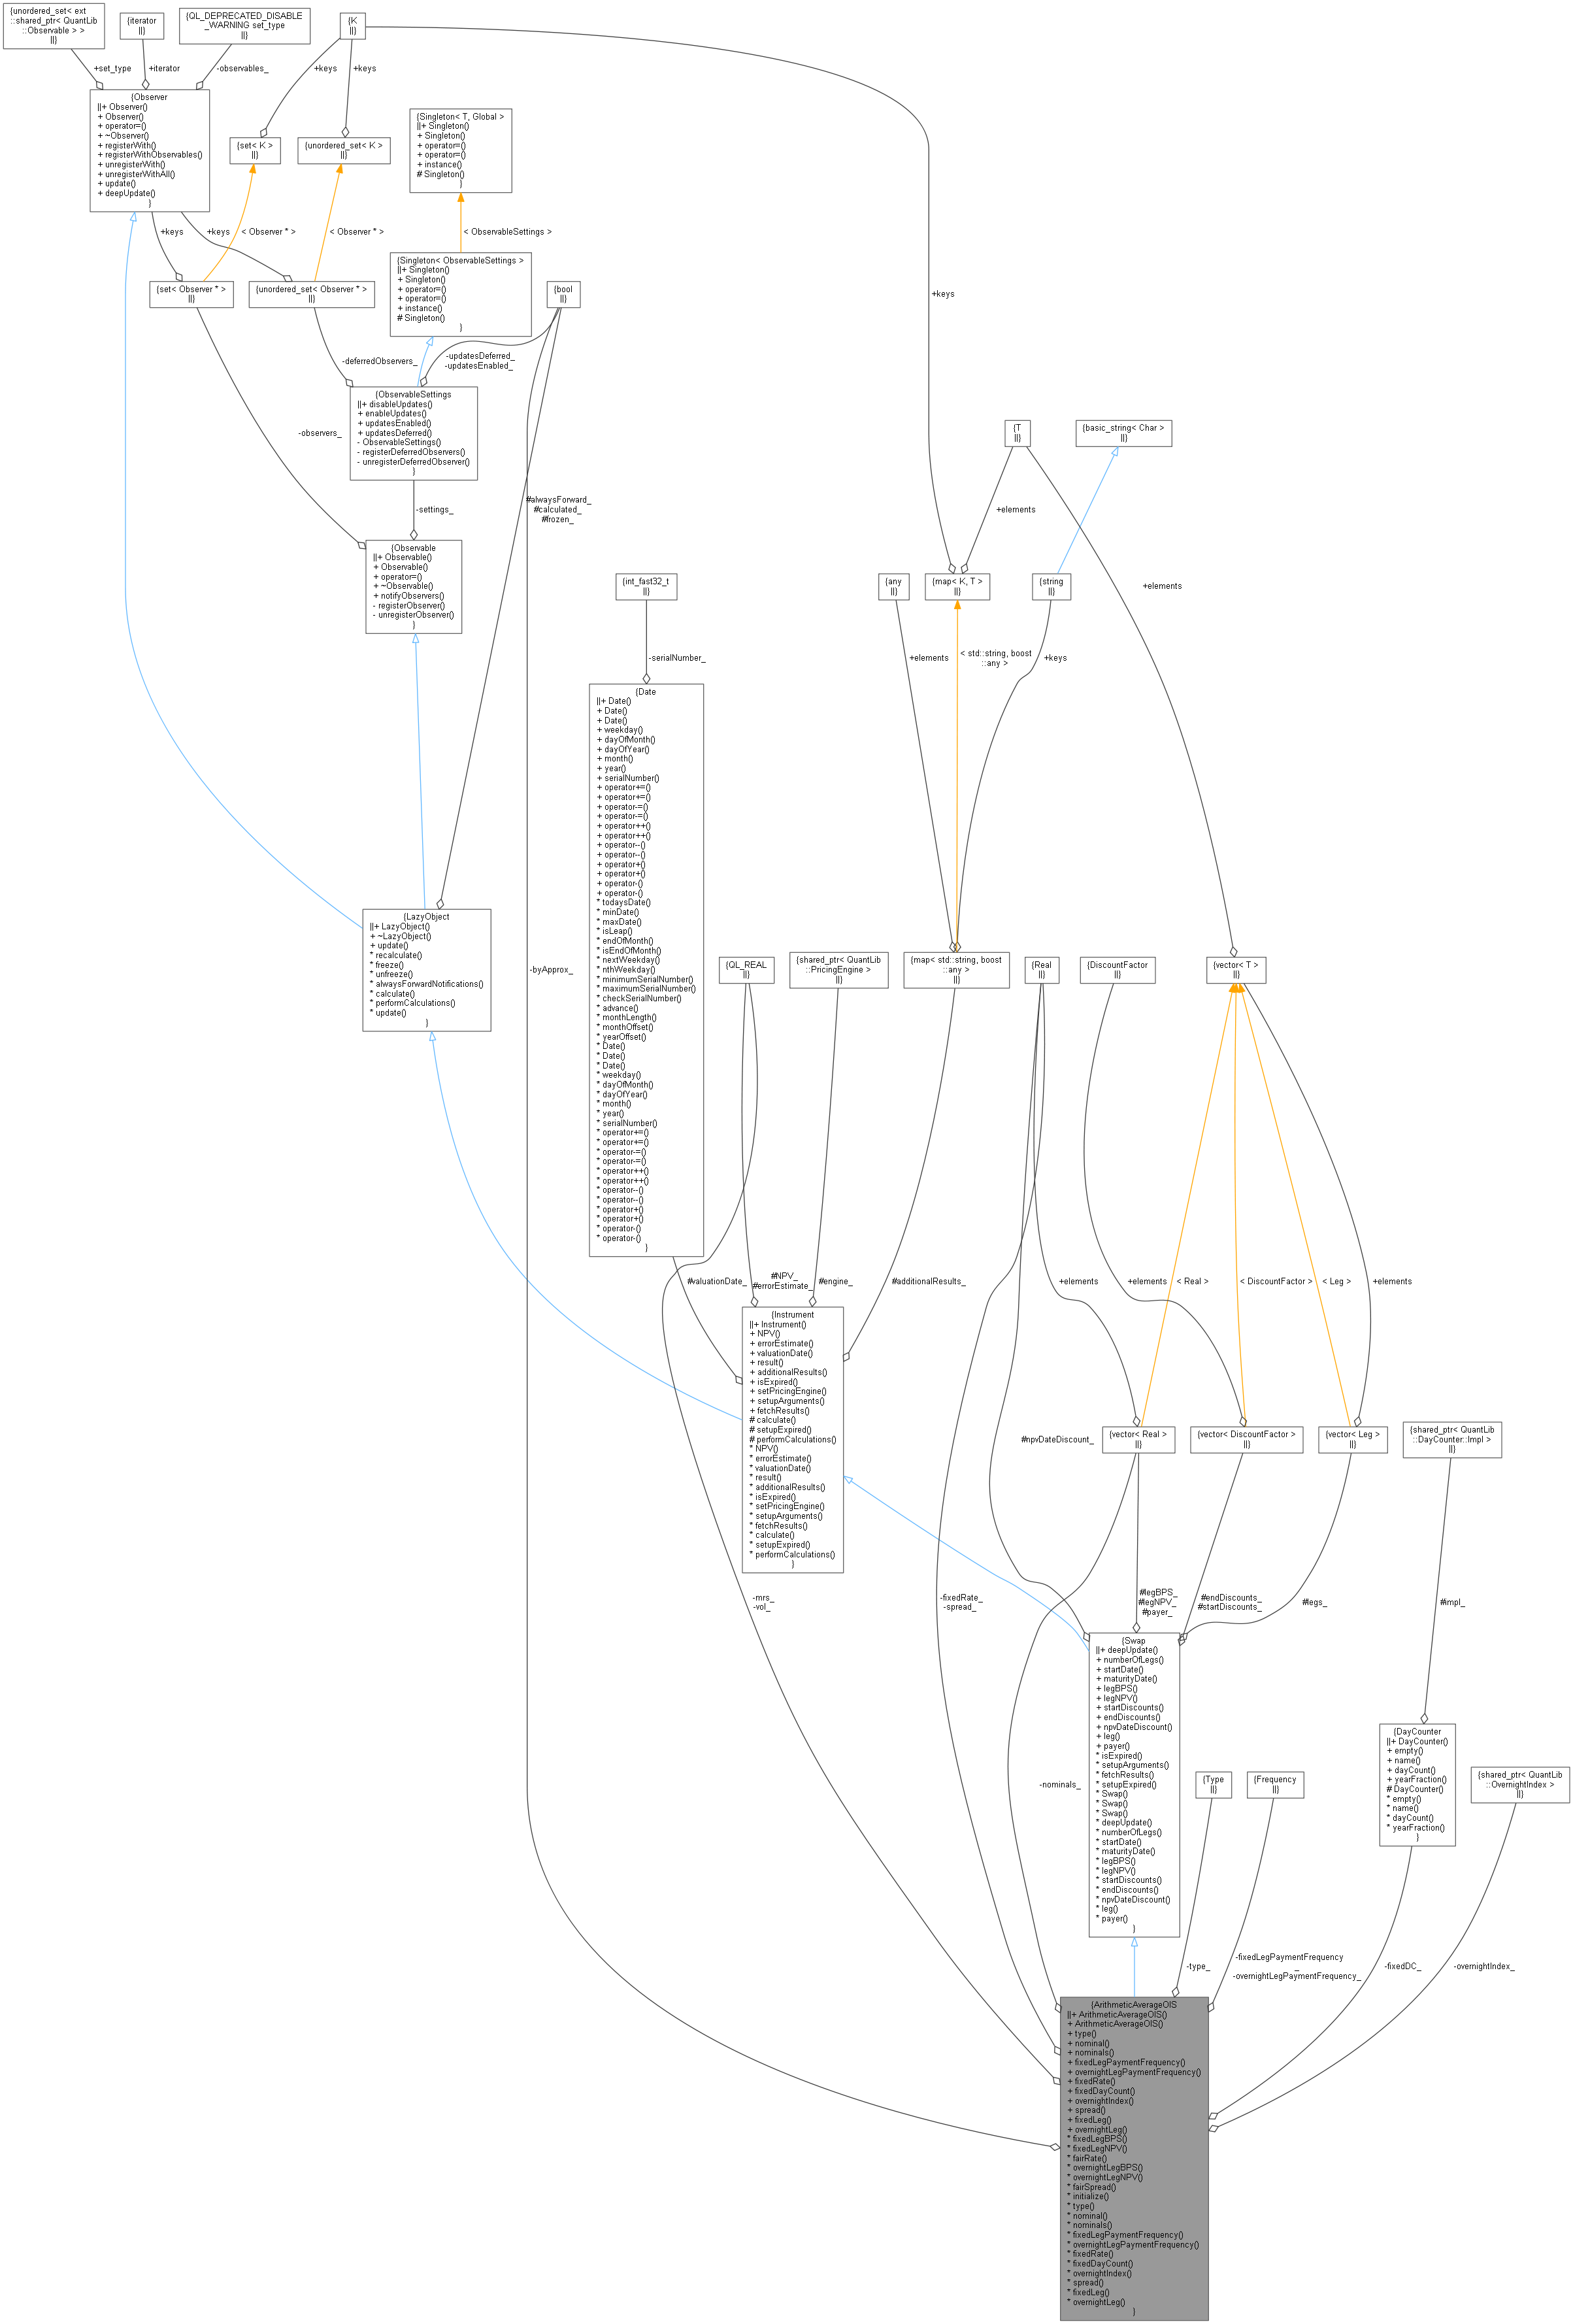 {unordered_set< ext
::shared_ptr< QuantLib
::Observable > >
||}
{iterator
||}
{QL_DEPRECATED_DISABLE
_WARNING set_type
||}
{K
||}
+set_type
+iterator
-observables_
+keys
+keys
{Observer
||+ Observer()
+ Observer()
+ operator=()
+ ~Observer()
+ registerWith()
+ registerWithObservables()
+ unregisterWith()
+ unregisterWithAll()
+ update()
+ deepUpdate()
}
{set< K >
||}
{unordered_set< K >
||}
{Singleton< T, Global >
||+ Singleton()
+ Singleton()
+ operator=()
+ operator=()
+ instance()
# Singleton()
}
+keys
+keys
< Observer * >
< Observer * >
< ObservableSettings >
{set< Observer * >
||}
{unordered_set< Observer * >
||}
{Singleton< ObservableSettings >
||+ Singleton()
+ Singleton()
+ operator=()
+ operator=()
+ instance()
# Singleton()
}
{bool
||}
+keys
-deferredObservers_
-updatesDeferred_
-updatesEnabled_
{ObservableSettings
||+ disableUpdates()
+ enableUpdates()
+ updatesEnabled()
+ updatesDeferred()
- ObservableSettings()
- registerDeferredObservers()
- unregisterDeferredObserver()
}
-observers_
{T
||}
{basic_string< Char >
||}
-settings_
#alwaysForward_
#calculated_
#frozen_
+elements
{Observable
||+ Observable()
+ Observable()
+ operator=()
+ ~Observable()
+ notifyObservers()
- registerObserver()
- unregisterObserver()
}
{int_fast32_t
||}
{any
||}
{map< K, T >
||}
{string
||}
+elements
-serialNumber_
+elements
< std::string, boost
::any >
+keys
{Date
||+ Date()
+ Date()
+ Date()
+ weekday()
+ dayOfMonth()
+ dayOfYear()
+ month()
+ year()
+ serialNumber()
+ operator+=()
+ operator+=()
+ operator-=()
+ operator-=()
+ operator++()
+ operator++()
+ operator--()
+ operator--()
+ operator+()
+ operator+()
+ operator-()
+ operator-()
* todaysDate()
* minDate()
* maxDate()
* isLeap()
* endOfMonth()
* isEndOfMonth()
* nextWeekday()
* nthWeekday()
* minimumSerialNumber()
* maximumSerialNumber()
* checkSerialNumber()
* advance()
* monthLength()
* monthOffset()
* yearOffset()
* Date()
* Date()
* Date()
* weekday()
* dayOfMonth()
* dayOfYear()
* month()
* year()
* serialNumber()
* operator+=()
* operator+=()
* operator-=()
* operator-=()
* operator++()
* operator++()
* operator--()
* operator--()
* operator+()
* operator+()
* operator-()
* operator-()
}
{LazyObject
||+ LazyObject()
+ ~LazyObject()
+ update()
* recalculate()
* freeze()
* unfreeze()
* alwaysForwardNotifications()
* calculate()
* performCalculations()
* update()
}
-byApprox_
{QL_REAL
||}
{shared_ptr< QuantLib
::PricingEngine >
||}
{map< std::string, boost
::any >
||}
{Real
||}
{DiscountFactor
||}
{vector< T >
||}
#valuationDate_
#NPV_
#errorEstimate_
#engine_
#additionalResults_
+elements
+elements
< Real >
< DiscountFactor >
< Leg >
+elements
{Instrument
||+ Instrument()
+ NPV()
+ errorEstimate()
+ valuationDate()
+ result()
+ additionalResults()
+ isExpired()
+ setPricingEngine()
+ setupArguments()
+ fetchResults()
# calculate()
# setupExpired()
# performCalculations()
* NPV()
* errorEstimate()
* valuationDate()
* result()
* additionalResults()
* isExpired()
* setPricingEngine()
* setupArguments()
* fetchResults()
* calculate()
* setupExpired()
* performCalculations()
}
#npvDateDiscount_
{vector< Real >
||}
{vector< DiscountFactor >
||}
{vector< Leg >
||}
{shared_ptr< QuantLib
::DayCounter::Impl >
||}
-mrs_
-vol_
-fixedRate_
-spread_
#legBPS_
#legNPV_
#payer_
#endDiscounts_
#startDiscounts_
#legs_
#impl_
{Swap
||+ deepUpdate()
+ numberOfLegs()
+ startDate()
+ maturityDate()
+ legBPS()
+ legNPV()
+ startDiscounts()
+ endDiscounts()
+ npvDateDiscount()
+ leg()
+ payer()
* isExpired()
* setupArguments()
* fetchResults()
* setupExpired()
* Swap()
* Swap()
* Swap()
* deepUpdate()
* numberOfLegs()
* startDate()
* maturityDate()
* legBPS()
* legNPV()
* startDiscounts()
* endDiscounts()
* npvDateDiscount()
* leg()
* payer()
}
-nominals_
{Type
||}
{Frequency
||}
{DayCounter
||+ DayCounter()
+ empty()
+ name()
+ dayCount()
+ yearFraction()
# DayCounter()
* empty()
* name()
* dayCount()
* yearFraction()
}
{shared_ptr< QuantLib
::OvernightIndex >
||}
-type_
-fixedLegPaymentFrequency
_
-overnightLegPaymentFrequency_
-fixedDC_
-overnightIndex_
{ArithmeticAverageOIS
||+ ArithmeticAverageOIS()
+ ArithmeticAverageOIS()
+ type()
+ nominal()
+ nominals()
+ fixedLegPaymentFrequency()
+ overnightLegPaymentFrequency()
+ fixedRate()
+ fixedDayCount()
+ overnightIndex()
+ spread()
+ fixedLeg()
+ overnightLeg()
* fixedLegBPS()
* fixedLegNPV()
* fairRate()
* overnightLegBPS()
* overnightLegNPV()
* fairSpread()
* initialize()
* type()
* nominal()
* nominals()
* fixedLegPaymentFrequency()
* overnightLegPaymentFrequency()
* fixedRate()
* fixedDayCount()
* overnightIndex()
* spread()
* fixedLeg()
* overnightLeg()
}